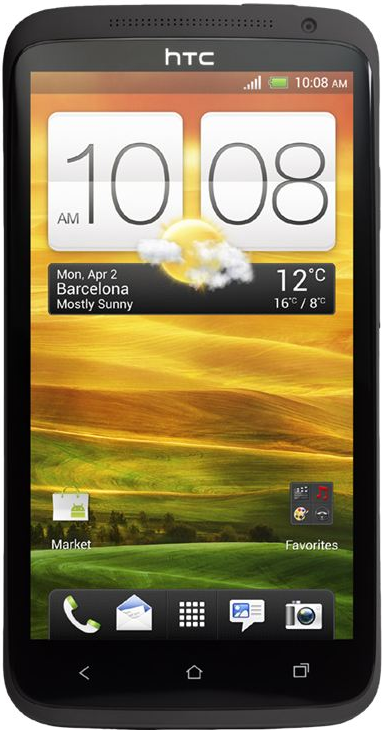 hTC
10:08 AM
AM 10 08
Mon, Apr 2
Barcelona
Mostly Sunny
12°C
16°C / 8°C
Market
Favorites